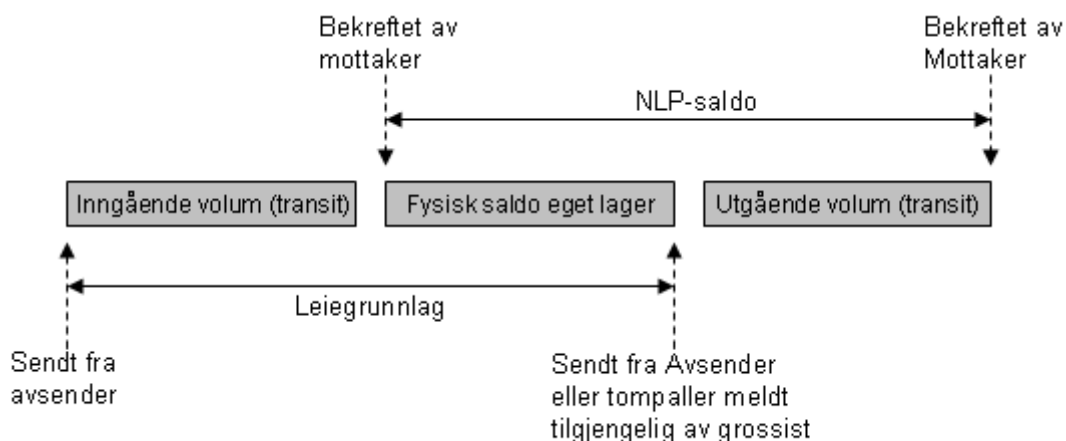 Bekreftet av
mottaker
Bekreftet av
Mottaker
NLP-saldo
Inngående volum (transit)
Fysisk saldo eget lager
Utgående volum (transit)
Leiegrunnlag
Sendt fra
avsender
Sendt fra Avsender
eller tompaller meldt
tilgjengelig av grossist